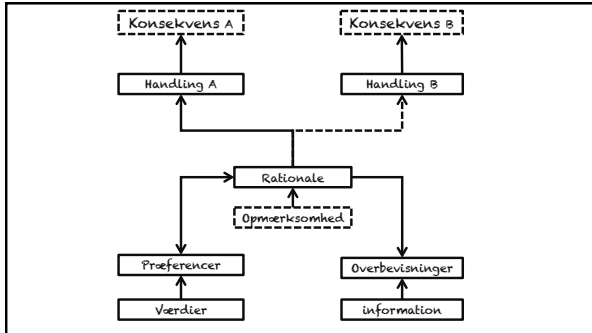 Konsekvens A
Konsekvens B
Handling A
Handling B
Rationale
Opmærksomhed
Præferencer
Overbevisninger
Værdier
information